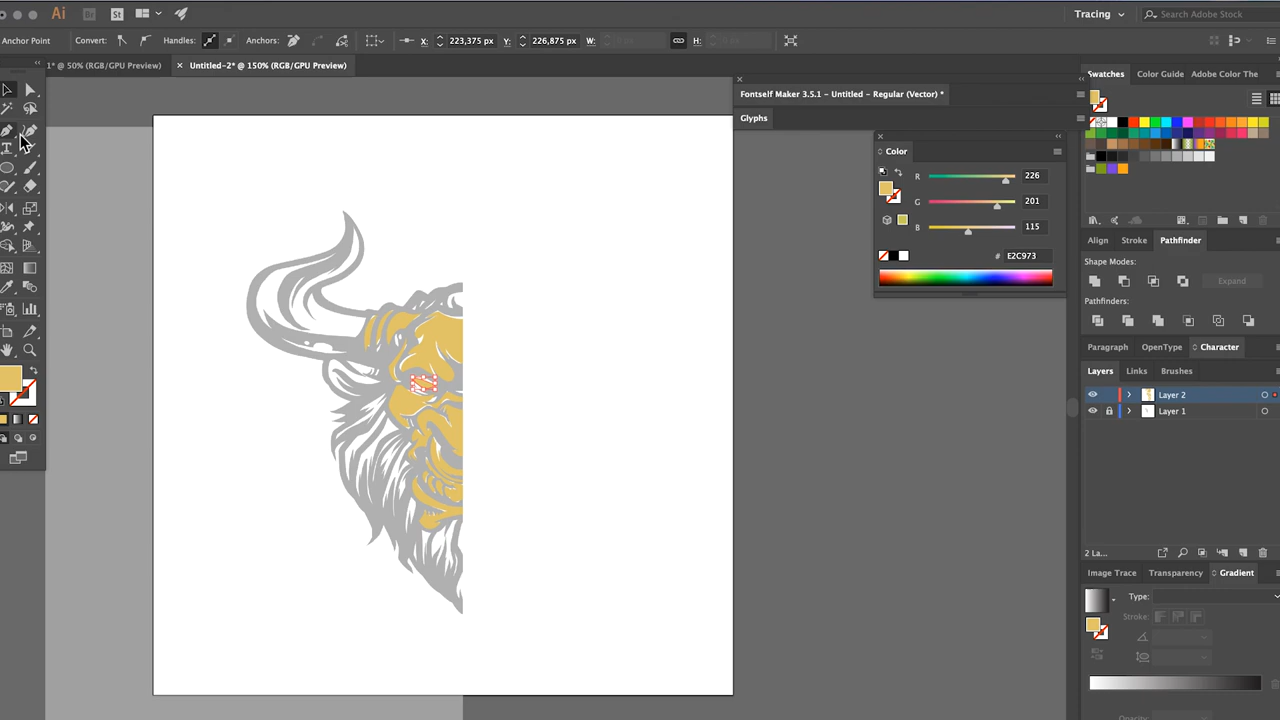 Ai Br St Tracing Search Adobe Stock
Anchor Point Convert: Handles: Anchors: X: 223,375 px Y: 226,875 px W: H:
1* @ 50% (RGB/GPU Preview) × Untitled-2* @ 150% (RGB/GPU Preview)
Swatches Color Guide Adobe Color The
Fontself Maker 3.5.1 – Untitled – Regular (Vector) *
Glyphs
Color
R 226
G 201
B 115
# E2C973
Align Stroke Pathfinder
Shape Modes:
Expand
Pathfinders:
Paragraph OpenType Character
Layers Links Brushes
Layer 2
Layer 1
2 La...
Image Trace Transparency Gradient
Type:
Stroke:
Opacity: